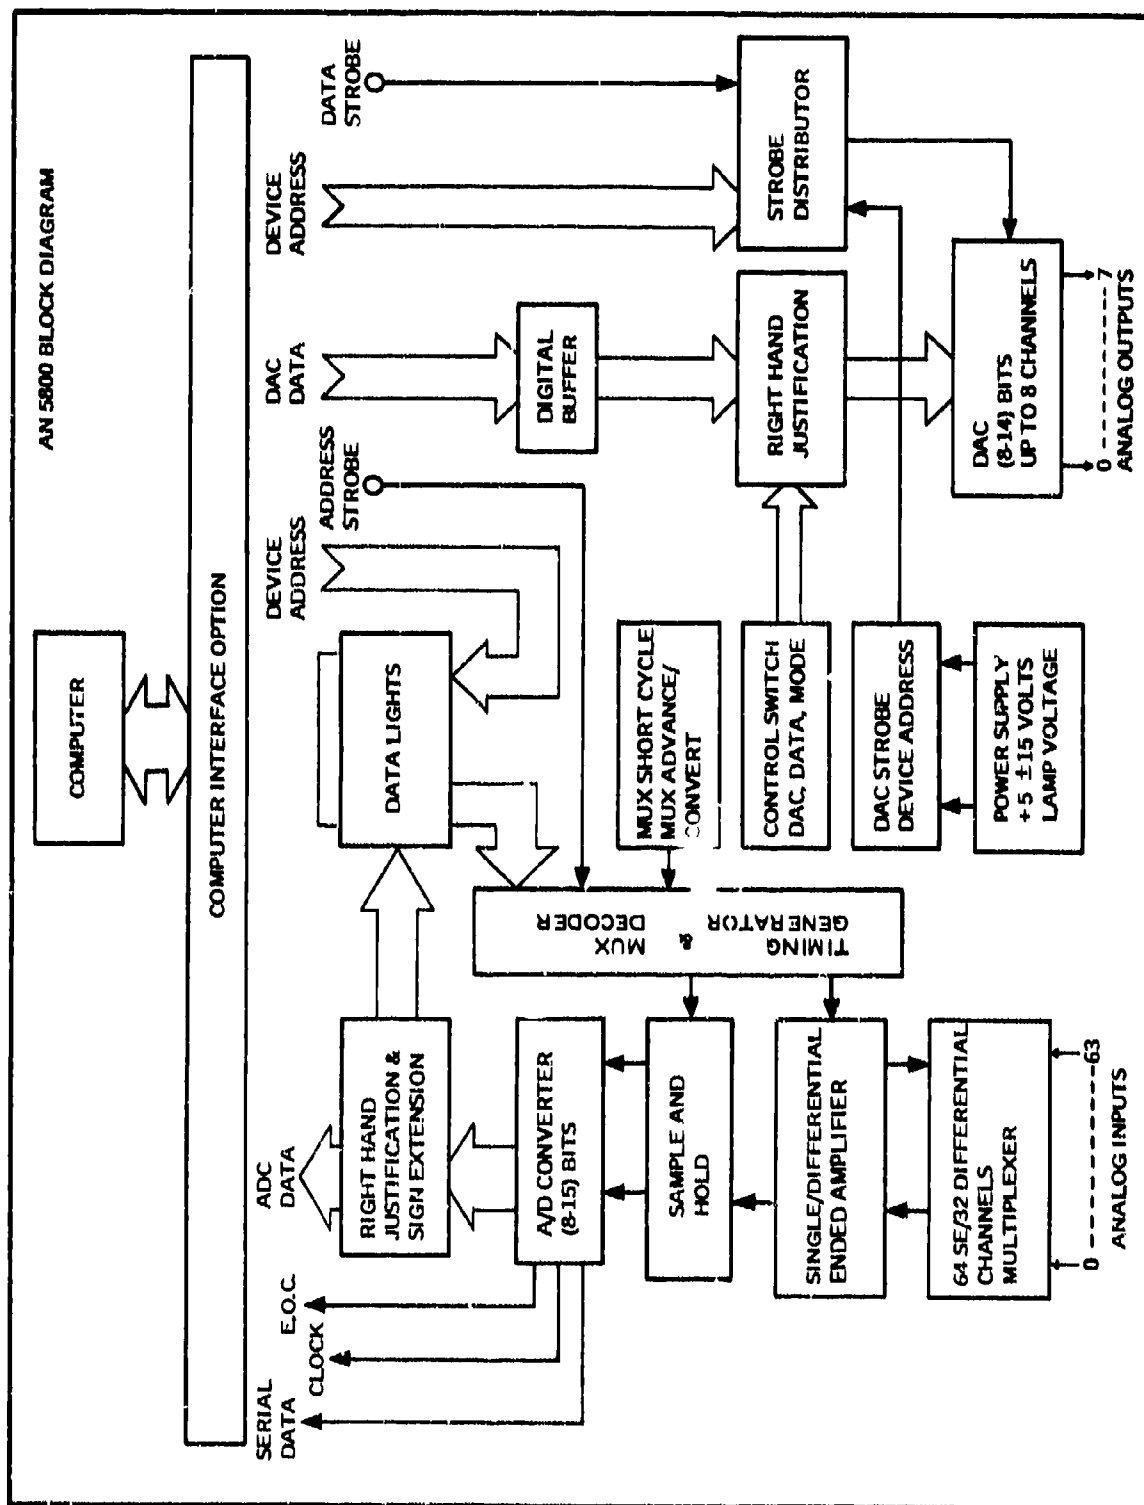 AN 5800 BLOCK DIAGRAM
COMPUTER
COMPUTER INTERFACE OPTION
SERIAL
DATA
CLOCK
E.O.C.
ADC
DATA
DEVICE
ADDRESS
ADDRESS
STROBE
DAC
DATA
DEVICE
ADDRESS
DATA
STROBE
RIGHT HAND
JUSTIFICATION &
SIGN EXTENSION
DATA LIGHTS
A/D CONVERTER
(8-15) BITS
DIGITAL
BUFFER
SAMPLE AND
HOLD
TIMING
GENERATOR
&
MUX
DECODER
MUX SHORT CYCLE
MUX ADVANCE/
CONVERT
SINGLE/DIFFERENTIAL
ENDED AMPLIFIER
CONTROL SWITCH
DAC, DATA, MODE
RIGHT HAND
JUSTIFICATION
STROBE
DISTRIBUTOR
64 SE/32 DIFFERENTIAL
CHANNELS
MULTIPLEXER
DAC STROBE
DEVICE ADDRESS
POWER SUPPLY
+5 ±15 VOLTS
LAMP VOLTAGE
DAC
(8-14) BITS
UP TO 8 CHANNELS
0 --------63
ANALOG INPUTS
0 --------7
ANALOG OUTPUTS